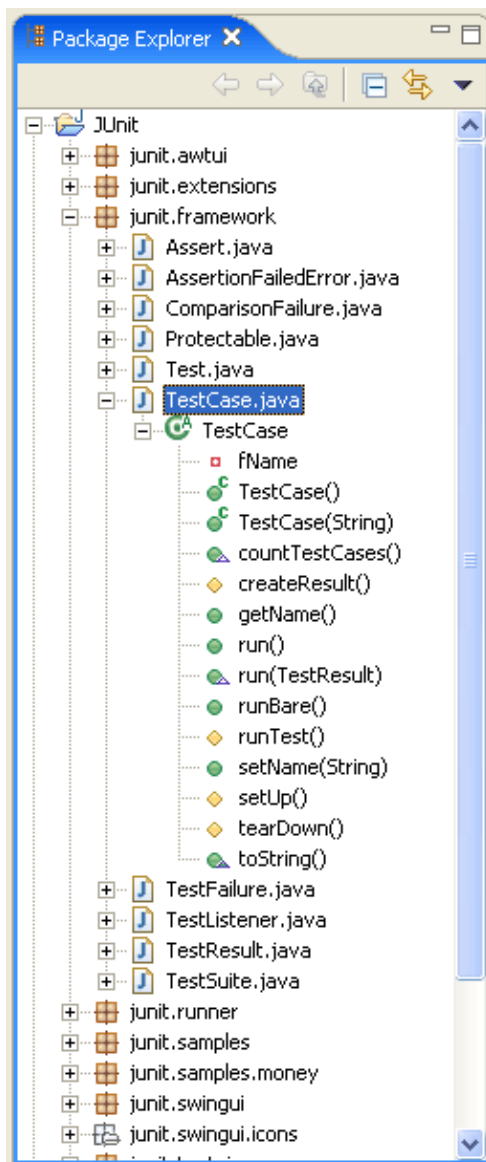 Package Explorer
JUnit
junit.awtui
junit.extensions
junit.framework
Assert.java
AssertionFailedError.java
ComparisonFailure.java
Protectable.java
Test.java
TestCase.java
TestCase
fName
TestCase()
TestCase(String)
countTestCases()
createResult()
getName()
run()
run(TestResult)
runBare()
runTest()
setName(String)
setUp()
tearDown()
toString()
TestFailure.java
TestListener.java
TestResult.java
TestSuite.java
junit.runner
junit.samples
junit.samples.money
junit.swingui
junit.swingui.icons